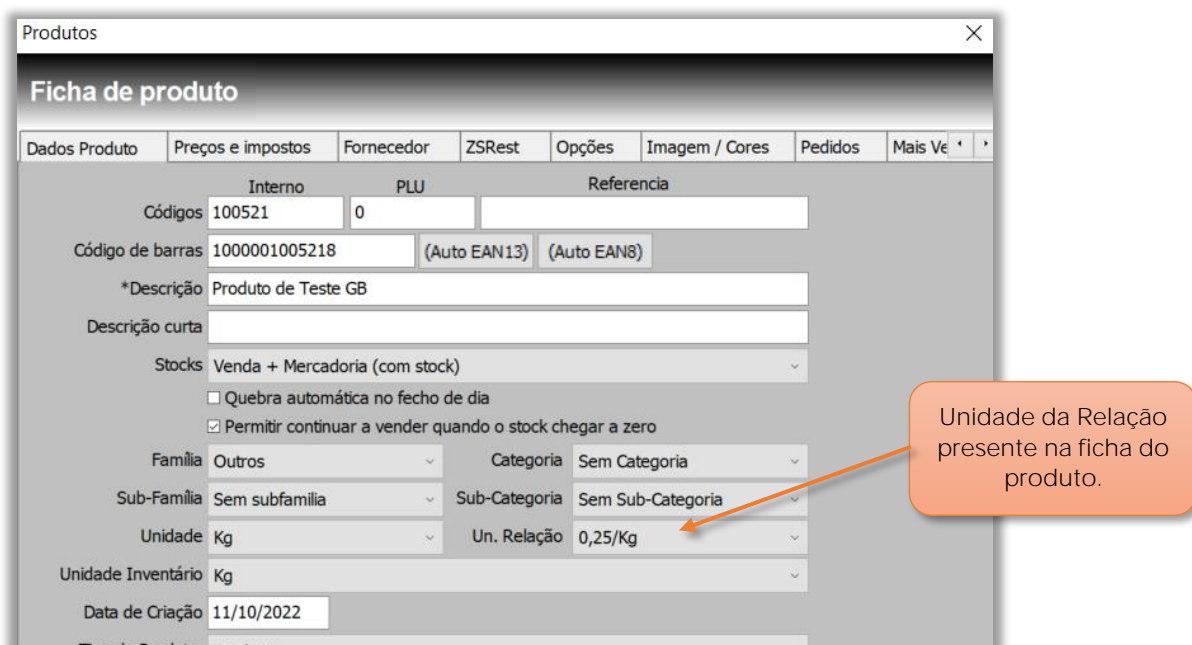 Produtos
Ficha de produto
Dados Produto Preços e impostos Fornecedor ZSRest Opções Imagem / Cores Pedidos Mais Ve
Interno PLU Referencia
Códigos 100521 0
Código de barras 1000001005218 (Auto EAN13) (Auto EAN8)
*Descrição Produto de Teste GB
Descrição curta
Stocks Venda + Mercadoria (com stock)
Quebra automática no fecho de dia
Permitir continuar a vender quando o stock chegar a zero
Família Outros Categoria Sem Categoria
Sub-Família Sem subfamilia Sub-Categoria Sem Sub-Categoria
Unidade Kg Un. Relação 0,25/Kg
Unidade Inventário Kg
Data de Criação 11/10/2022
Unidade da Relação
presente na ficha do
produto.